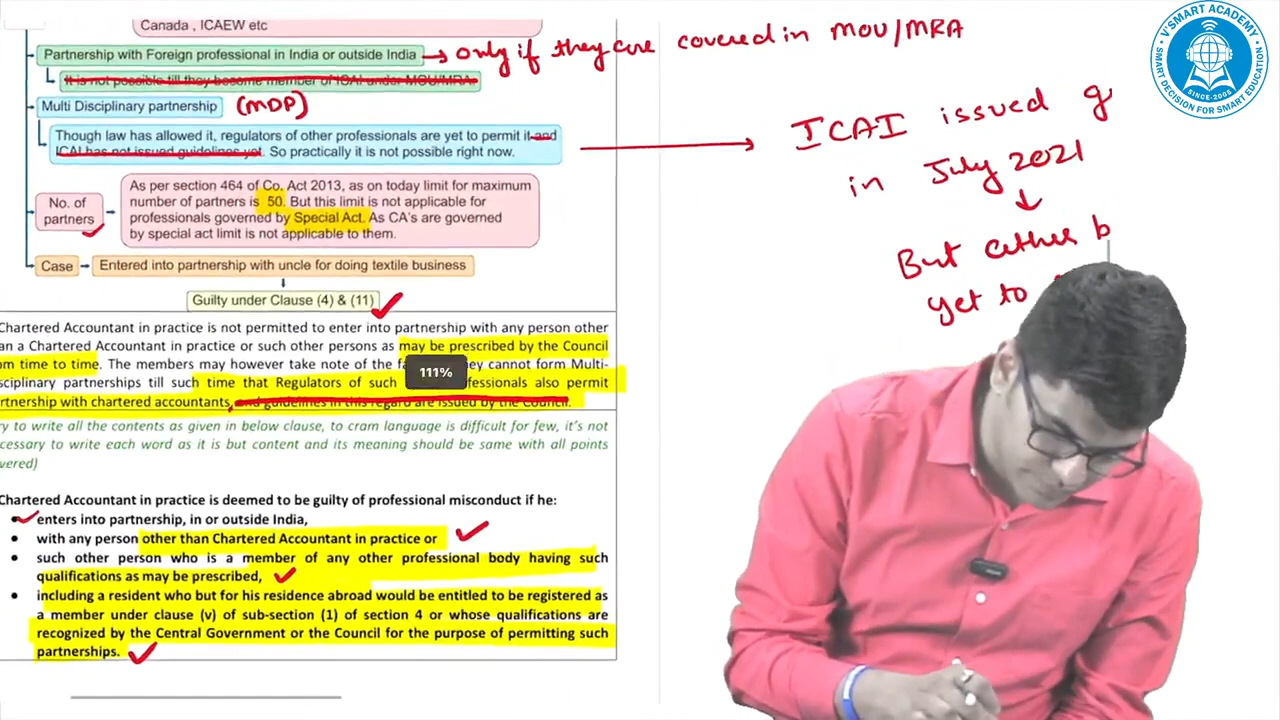 Canada , ICAEW etc
Partnership with Foreign professional in India or outside India
only if they are covered in MOU/MRA
It is not possible till they become member of ICAI under MOU/MRA.
Multi Disciplinary partnership
(MDP)
Though law has allowed it, regulators of other professionals are yet to permit it and
ICAI has not issued guidelines yet. So practically it is not possible right now.
ICAI issued
in July 2021
But other
yet to
No. of
partners
As per section 464 of Co. Act 2013, as on today limit for maximum
number of partners is 50. But this limit is not applicable for
professionals governed by Special Act. As CA's are governed
by special act limit is not applicable to them.
Case
Entered into partnership with uncle for doing textile business
Guilty under Clause (4) & (11)
Chartered Accountant in practice is not permitted to enter into partnership with any person other
an a Chartered Accountant in practice or such other persons as may be prescribed by the Council
om time to time. The members may however take note of the fa ey cannot form Multi-
sciplinary partnerships till such time that Regulators of such fessionals also permit
rtnership with chartered accountants, and guidelines in this regard are issued by the Council.
111%
ry to write all the contents as given in below clause, to cram language is difficult for few, it's not
cessary to write each word as it is but content and its meaning should be same with all points
vered)
Chartered Accountant in practice is deemed to be guilty of professional misconduct if he:
• enters into partnership, in or outside India,
• with any person other than Chartered Accountant in practice or
• such other person who is a member of any other professional body having such
qualifications as may be prescribed,
• including a resident who but for his residence abroad would be entitled to be registered as
a member under clause (v) of sub-section (1) of section 4 or whose qualifications are
recognized by the Central Government or the Council for the purpose of permitting such
partnerships.
V'SMART ACADEMY
SINCE-2005
SMART DECISION FOR SMART EDUCATION